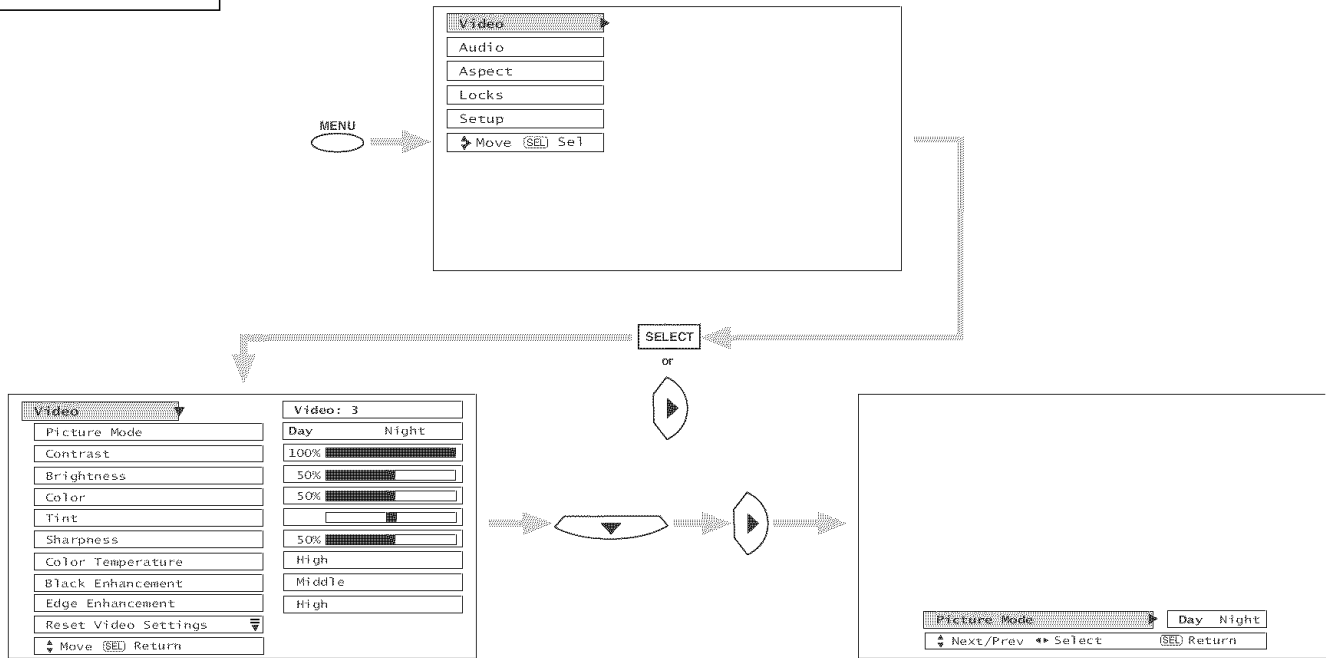 Video
Audio
Aspect
Locks
Setup
Move SEL Sel
MENU
SELECT
or
Video
Picture Mode
Contrast
Brightness
Color
Tint
Sharpness
Color Temperature
Black Enhancement
Edge Enhancement
Reset Video Settings
Move SEL Return
Video: 3
Day Night
100%
50%
50%
50%
High
Middle
High
Picture Mode Day Night
Next/Prev Select SEL Return